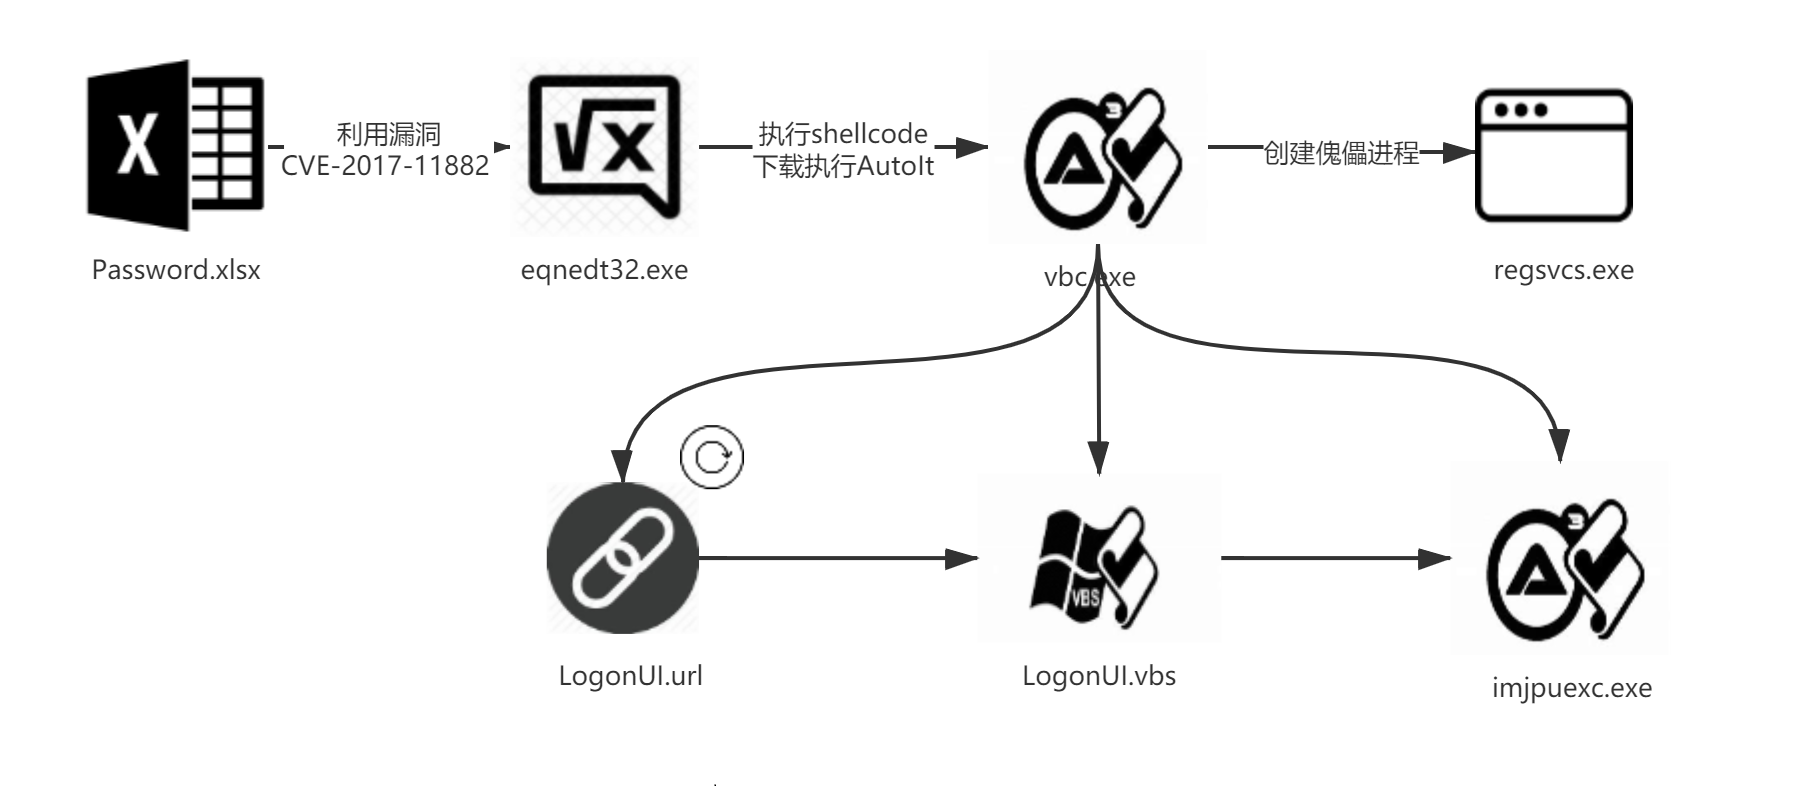 利用漏洞
CVE-2017-11882
执行shellcode
下载执行AutoIt
创建傀儡进程
X
√x
A
3
Password.xlsx
eqnedt32.exe
vbc.exe
regsvcs.exe
VBS
A
3
LogonUI.url
LogonUI.vbs
imjpuexc.exe